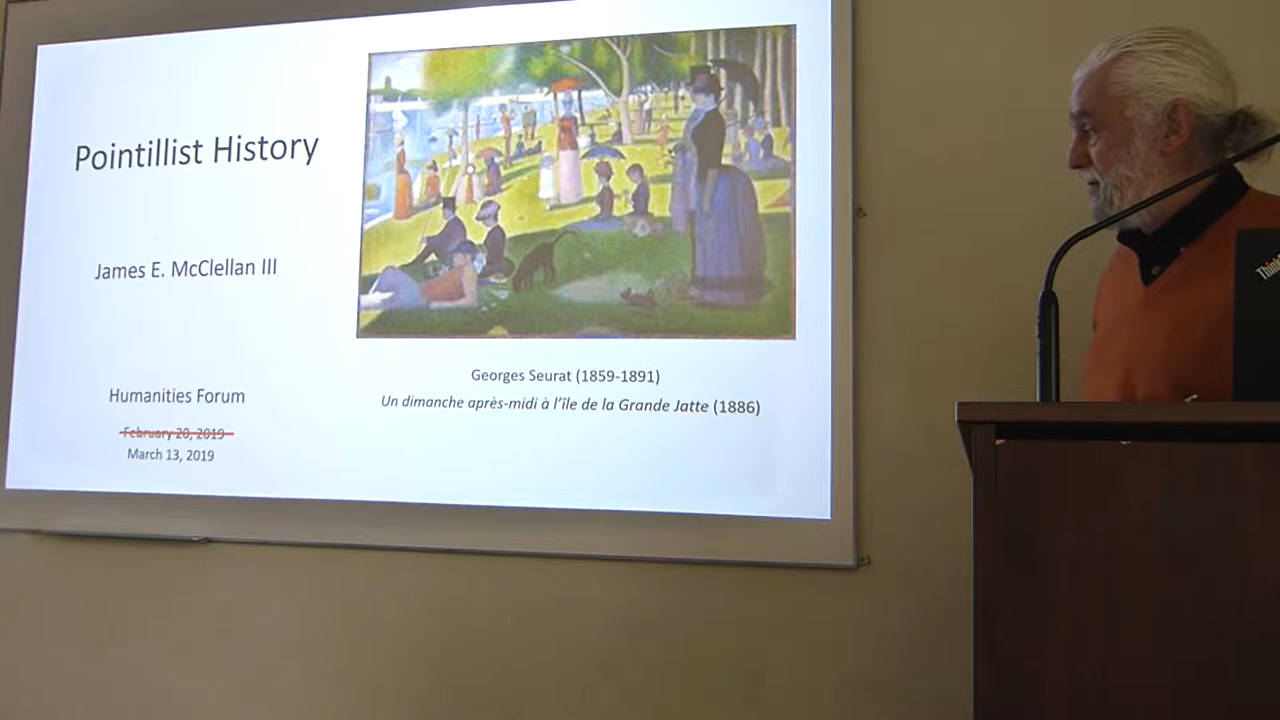 Pointillist History
James E. McClellan III
Humanities Forum
February 20, 2019
March 13, 2019
Georges Seurat (1859-1891)
Un dimanche après-midi à l'île de la Grande Jatte (1886)
Think